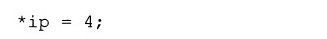 *ip = 4;